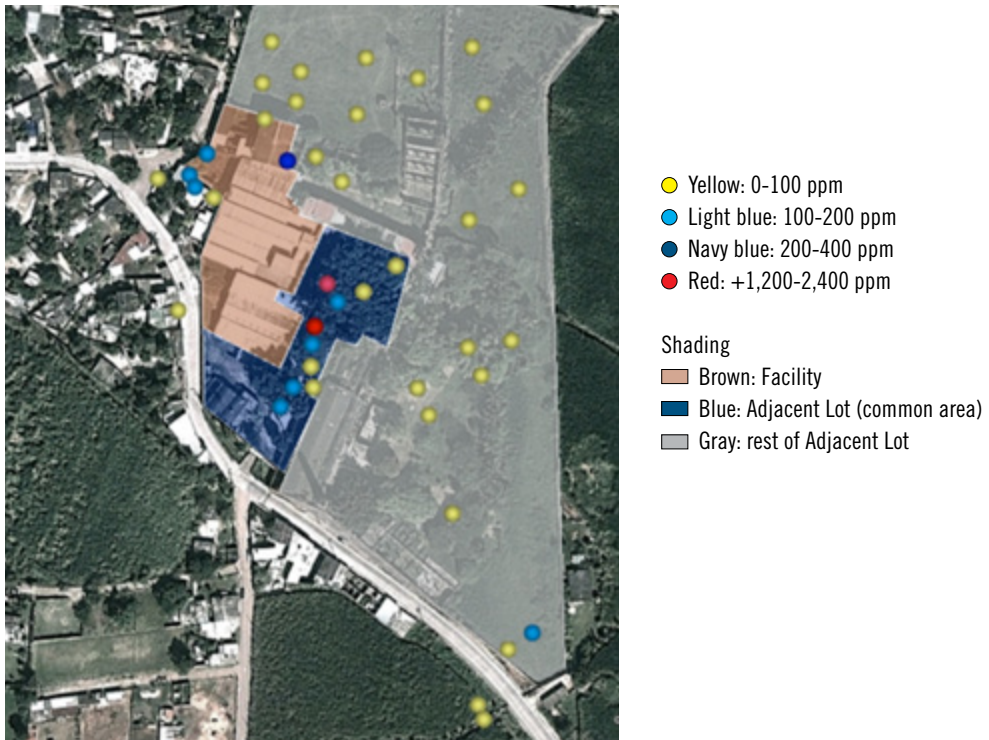 Yellow: 0-100 ppm
Light blue: 100-200 ppm
Navy blue: 200-400 ppm
Red: +1,200-2,400 ppm
Shading
Brown: Facility
Blue: Adjacent Lot (common area)
Gray: rest of Adjacent Lot